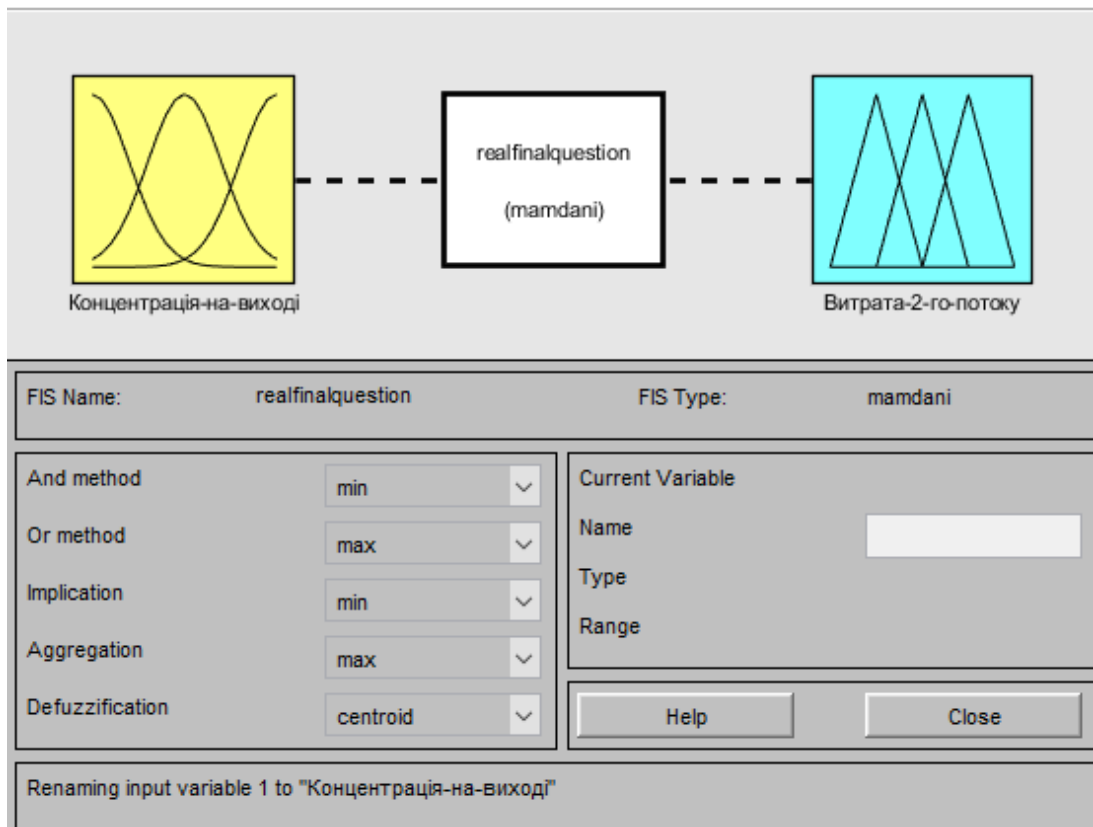 realfinalquestion
(mamdani)
Концентрація-на-виході
Витрата-2-го-потоку
FIS Name: realfinalquestion FIS Type: mamdani
And method min
Or method max
Implication min
Aggregation max
Defuzzification centroid
Current Variable
Name
Type
Range
Help Close
Renaming input variable 1 to "Концентрація-на-виході"